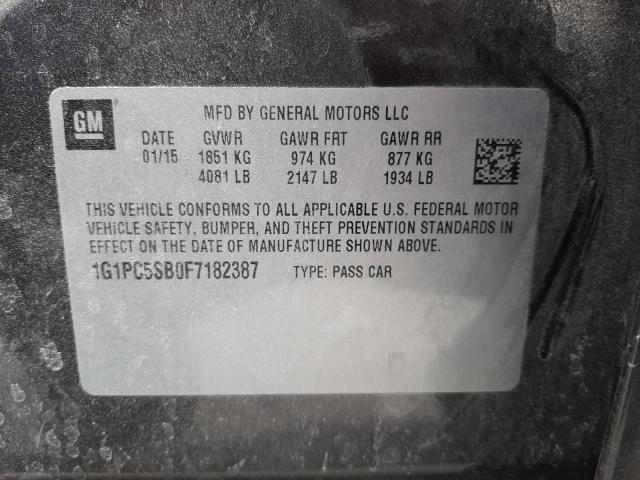 GM
MFD BY GENERAL MOTORS LLC
DATE GVWR GAWR FRT GAWR RR
01/15 1851 KG 974 KG 877 KG
4081 LB 2147 LB 1934 LB
THIS VEHICLE CONFORMS TO ALL APPLICABLE U.S. FEDERAL MOTOR
VEHICLE SAFETY, BUMPER, AND THEFT PREVENTION STANDARDS IN
EFFECT ON THE DATE OF MANUFACTURE SHOWN ABOVE.
1G1PC5SB0F7182387 TYPE: PASS CAR